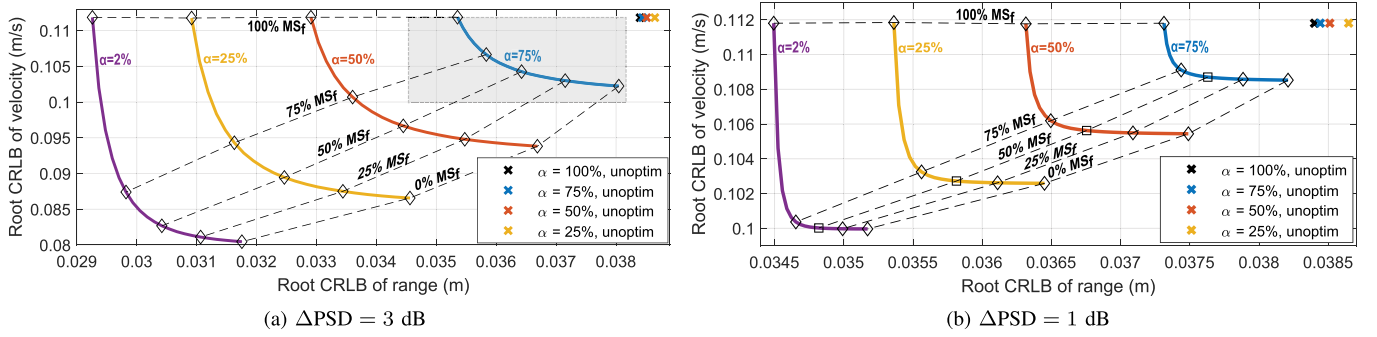 Root CRLB of velocity (m/s)
0.11
0.105
0.1
0.095
0.09
0.085
0.08
100% MSf
α=2%
α=25%
α=50%
α=75%
75% MSf
50% MSf
25% MSf
0% MSf
α = 100%, unoptim
α = 75%, unoptim
α = 50%, unoptim
α = 25%, unoptim
0.029 0.03 0.031 0.032 0.033 0.034 0.035 0.036 0.037 0.038
Root CRLB of range (m)
(a) ΔPSD = 3 dB
Root CRLB of velocity (m/s)
0.112
0.11
0.108
0.106
0.104
0.102
0.1
100% MSf
α=2%
α=25%
α=50%
α=75%
75% MSf
50% MSf
25% MSf
0% MSf
α = 100%, unoptim
α = 75%, unoptim
α = 50%, unoptim
α = 25%, unoptim
0.0345 0.035 0.0355 0.036 0.0365 0.037 0.0375 0.038 0.0385
Root CRLB of range (m)
(b) ΔPSD = 1 dB